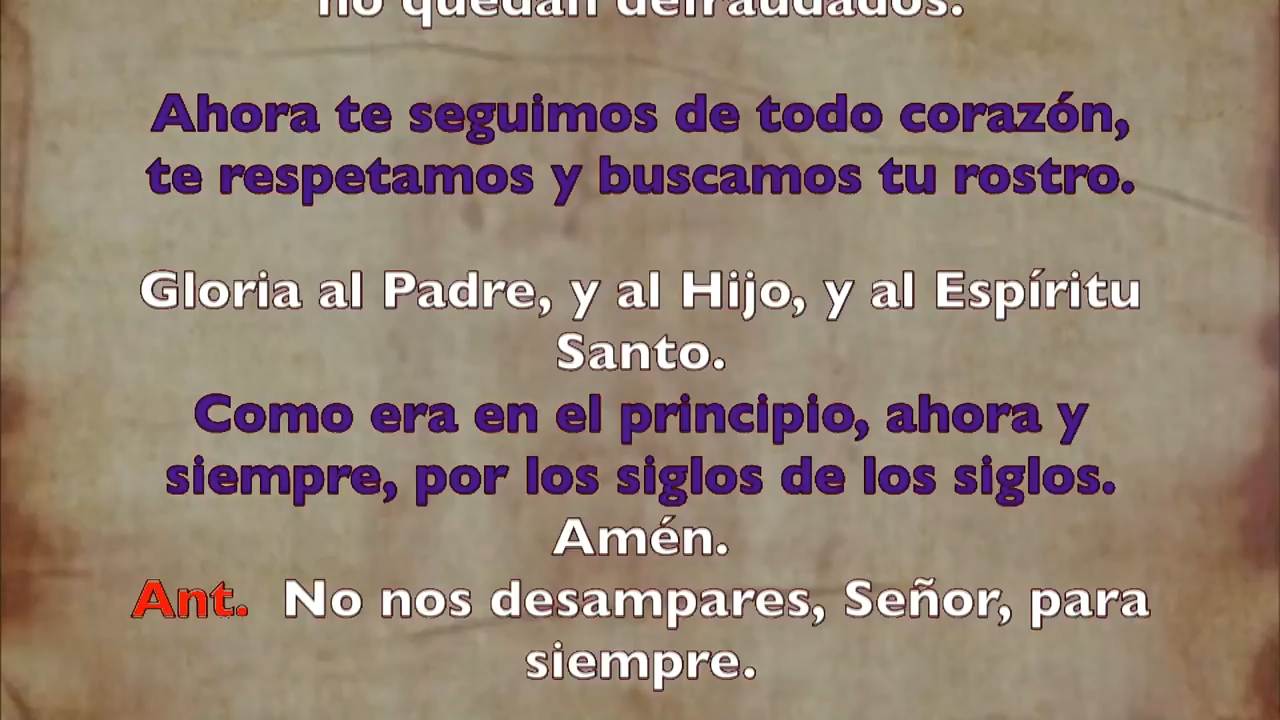 no quedan defraudados.
Ahora te seguimos de todo corazón,
te respetamos y buscamos tu rostro.
Gloria al Padre, y al Hijo, y al Espíritu
Santo.
Como era en el principio, ahora y
siempre, por los siglos de los siglos.
Amén.
Ant. No nos desampares, Señor, para
siempre.